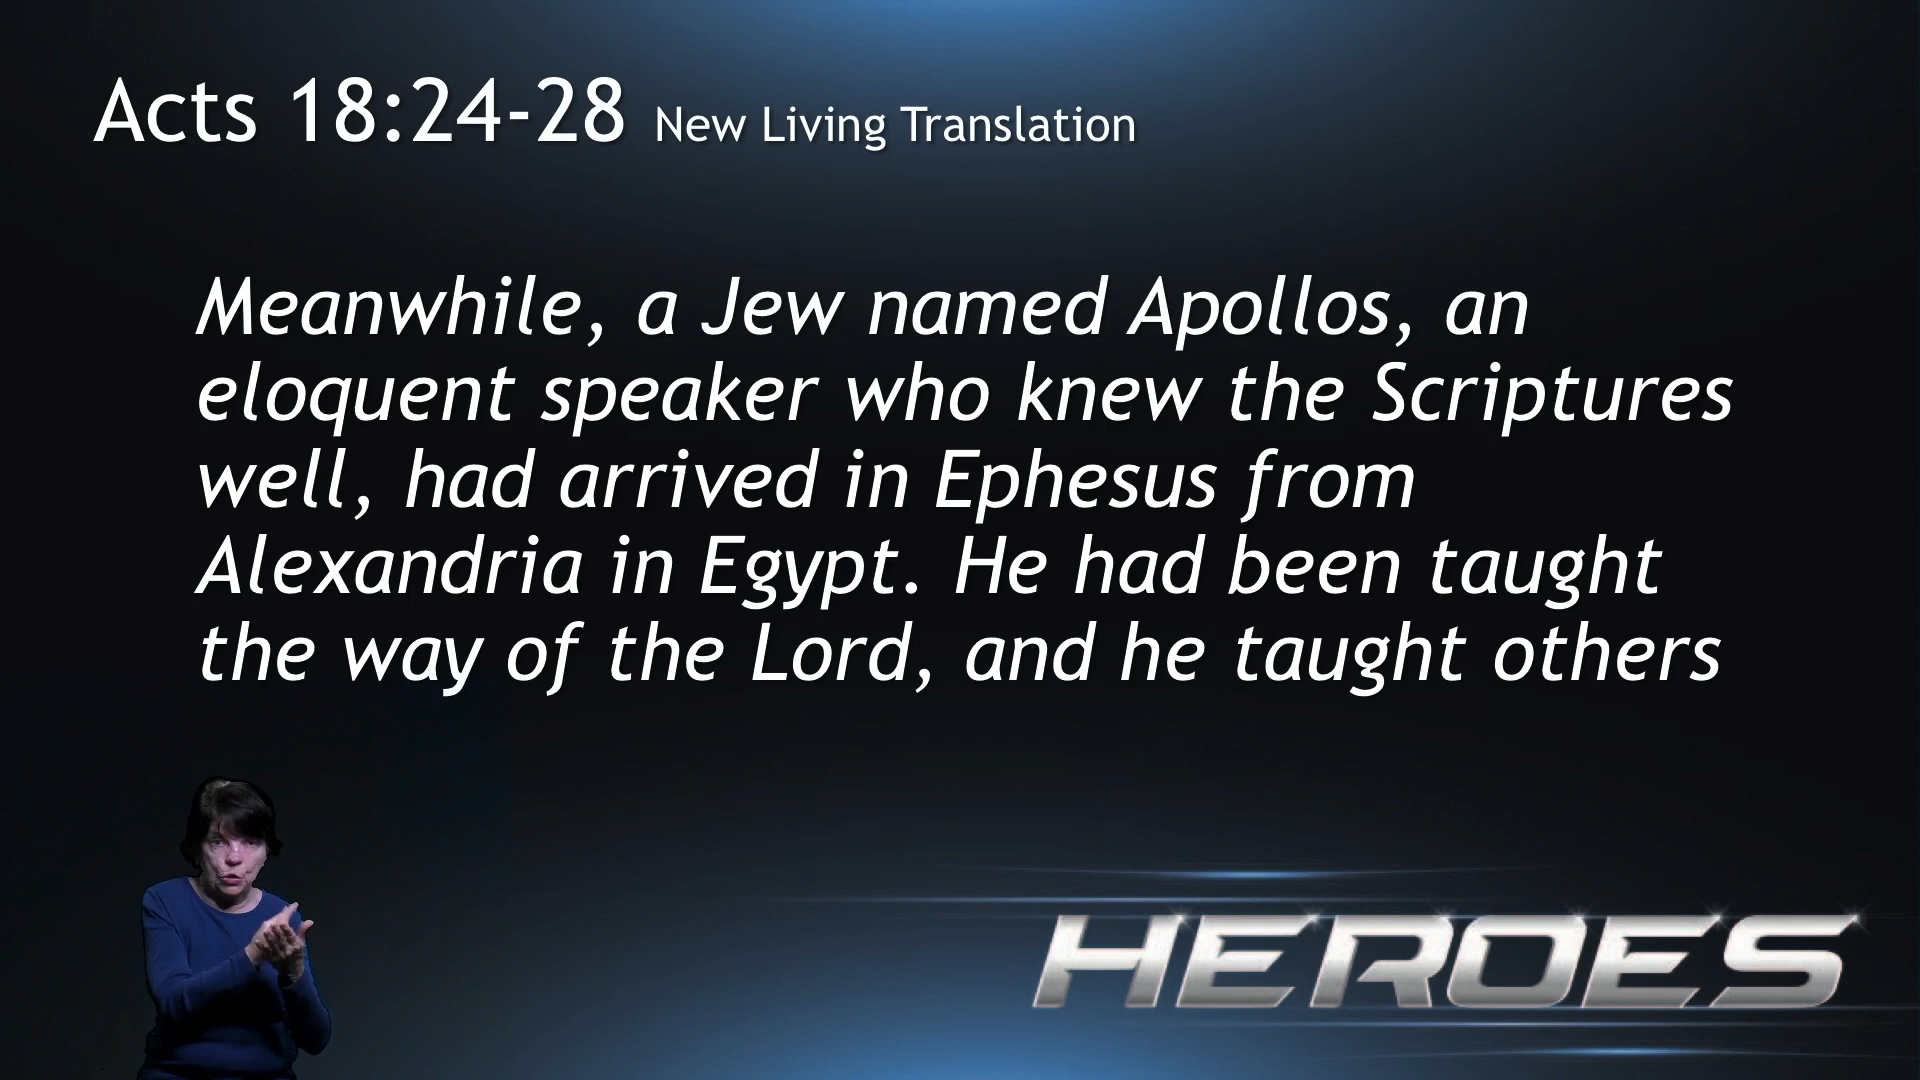 Acts 18:24-28 New Living Translation
Meanwhile, a Jew named Apollos, an
eloquent speaker who knew the Scriptures
well, had arrived in Ephesus from
Alexandria in Egypt. He had been taught
the way of the Lord, and he taught others
HEROES